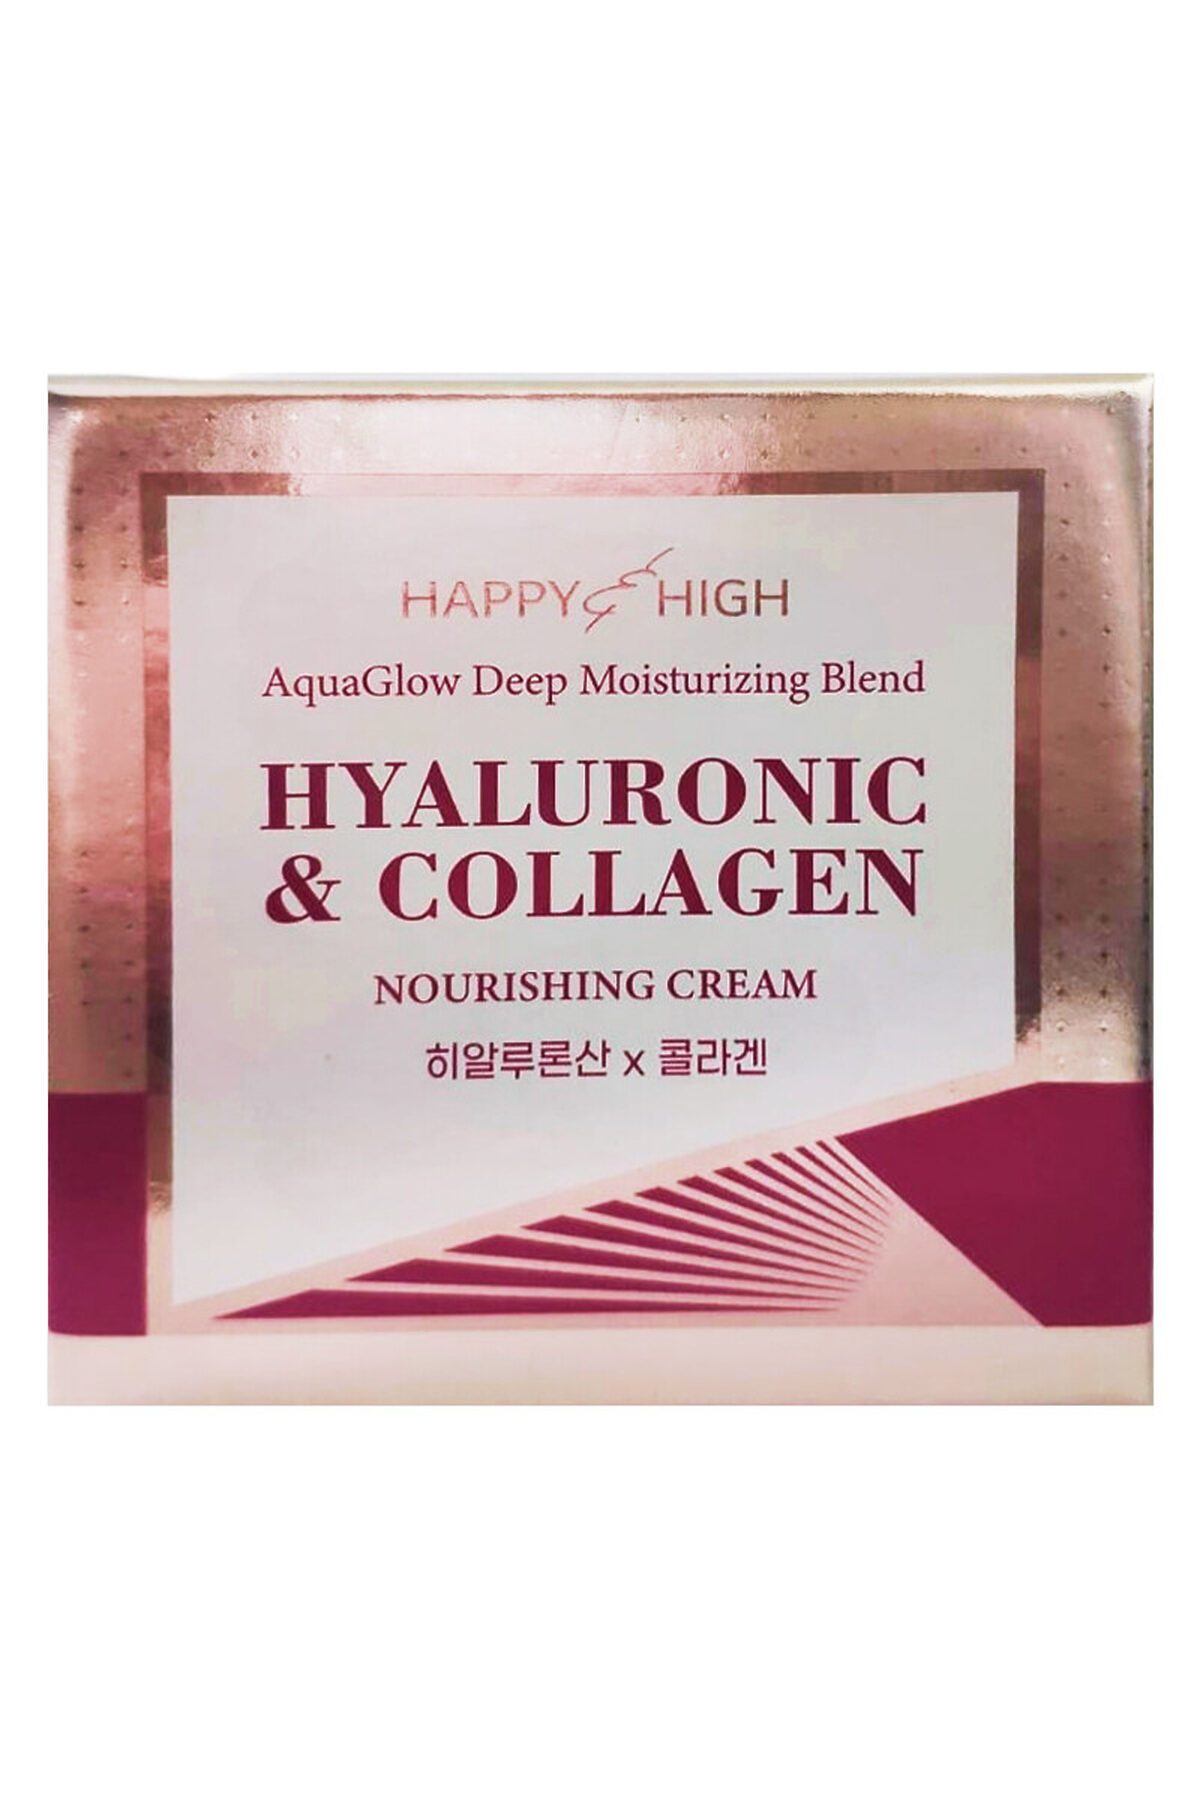 HAPPY & HIGH
AquaGlow Deep Moisturizing Blend
HYALURONIC
& COLLAGEN
NOURISHING CREAM
히알루론산 x 콜라겐